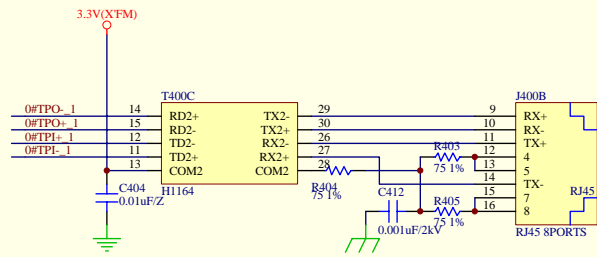 3.3V(X'FM)
T400C
J400B
0#TPO-_1 14 RD2+ TX2- 29 9 RX+
0#TPO+_1 15 RD2- TX2+ 30 10 RX-
0#TPI+_1 12 TD2- RX2- 26 11 TX+
0#TPI-_1 11 TD2+ RX2+ 27 R403 12 4
13 COM2 COM2 28 75 1% 13 5
R404 14 TX-
75 1%
C404 H1164 C412 R405 15 7 RJ45
0.01uF/Z 16 8
0.001uF/2kV 75 1% RJ45 8PORTS